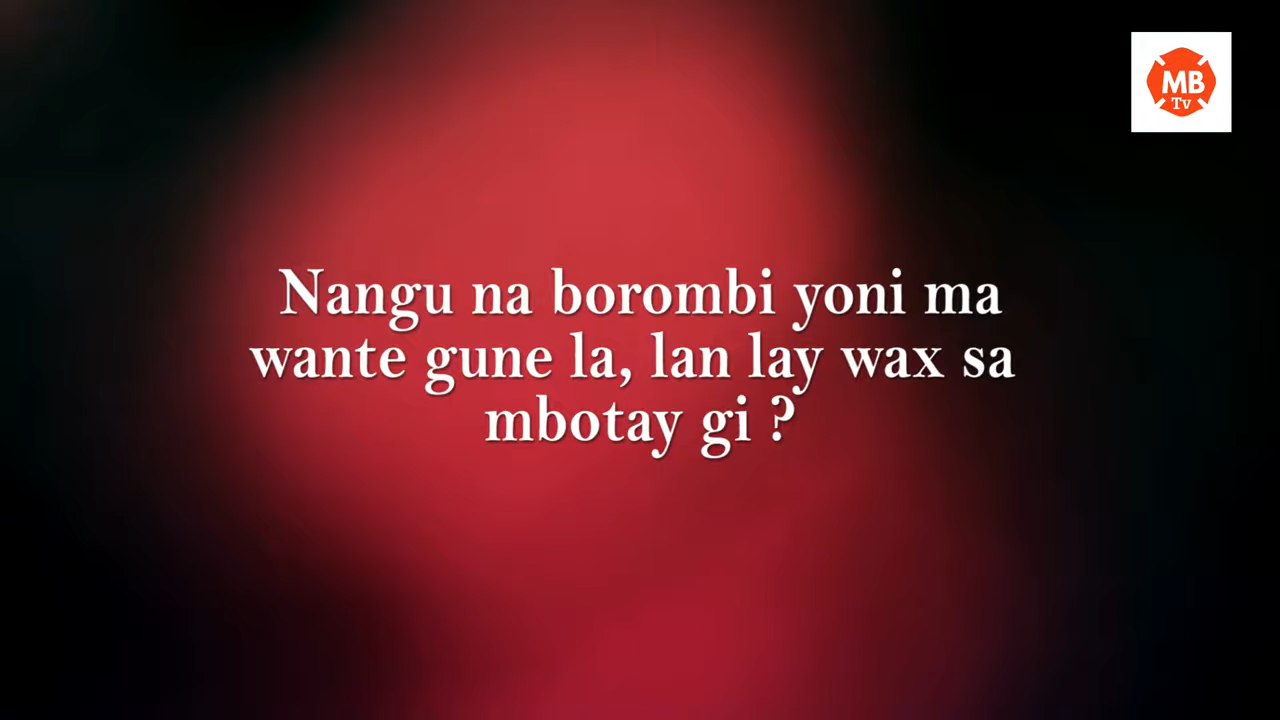 MB
Tv
Nangu na borombi yoni ma
wante gune la, lan lay wax sa
mbotay gi ?